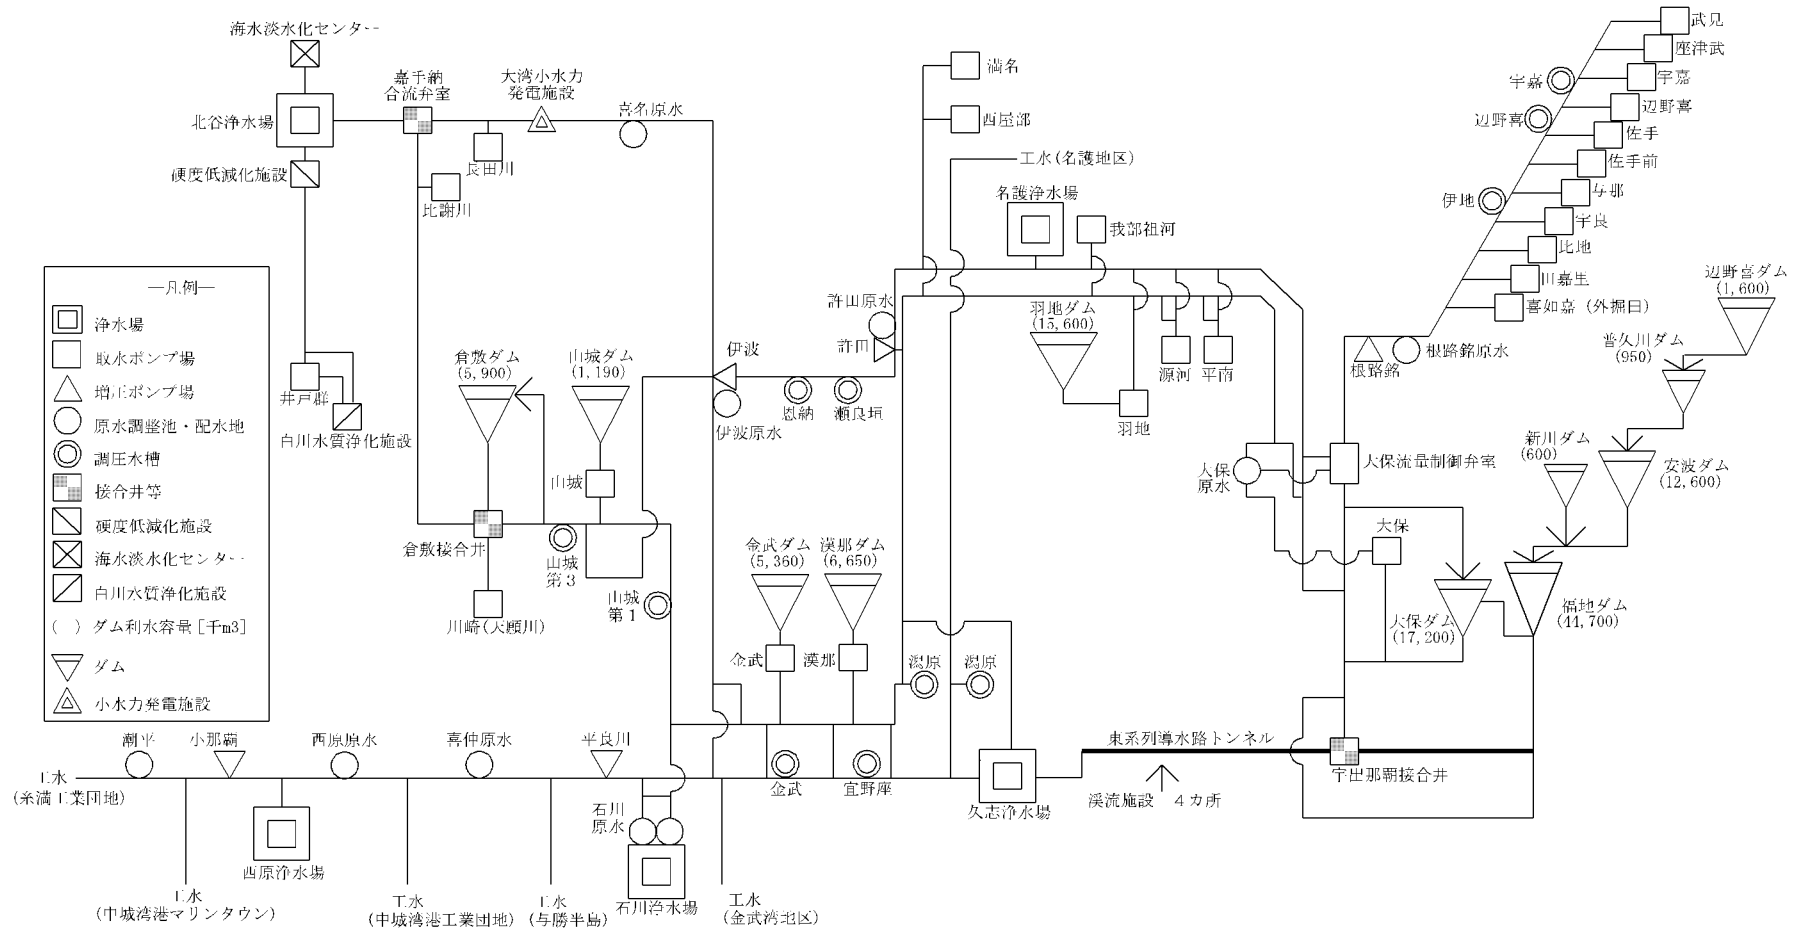 海水淡水化センター
北谷浄水場
嘉手納
合流弁室
大湾小水力
発電施設
喜名原水
長田川
硬度低減化施設
比謝川
井戸群
白川水質浄化施設
―凡例―
浄水場
取水ポンプ場
増圧ポンプ場
原水調整池・配水地
調圧水槽
接合井等
硬度低減化施設
海水淡水化センター
白川水質浄化施設
( ) ダム利水容量[千m3]
ダム
小水力発電施設
倉敷ダム
(5,900)
山城ダム
(1,190)
山城
倉敷接合井
山城
第3
川崎(天願川)
山城
第1
伊波
伊波原水
恩納
瀬良垣
許田原水
許田
満名
西屋部
工水(名護地区)
名護浄水場
我部祖河
羽地ダム
(15,600)
羽地
源河
平南
武見
座津武
宇嘉
宇嘉
辺野喜
辺野喜
佐手
佐手前
伊地
与那
宇良
比地
田嘉里
喜如嘉 (外堀田)
根路銘
根路銘原水
辺野喜ダム
(1,600)
普久川ダム
(950)
新川ダム
(600)
安波ダム
(12,600)
大保流量制御弁室
大保
原水
大保
大保ダム
(17,200)
福地ダム
(44,700)
金武ダム
(5,360)
漢那ダム
(6,650)
金武
漢那
潟原
潟原
東系列導水路トンネル
宇出那覇接合井
渓流施設 4カ所
久志浄水場
宜野座
金武
潮平
小那覇
西原原水
喜仲原水
平良川
石川
原水
石川浄水場
西原浄水場
工水
(糸満工業団地)
工水
(中城湾港マリンタウン)
工水
(中城湾港工業団地)
工水
(与勝半島)
工水
(金武湾地区)